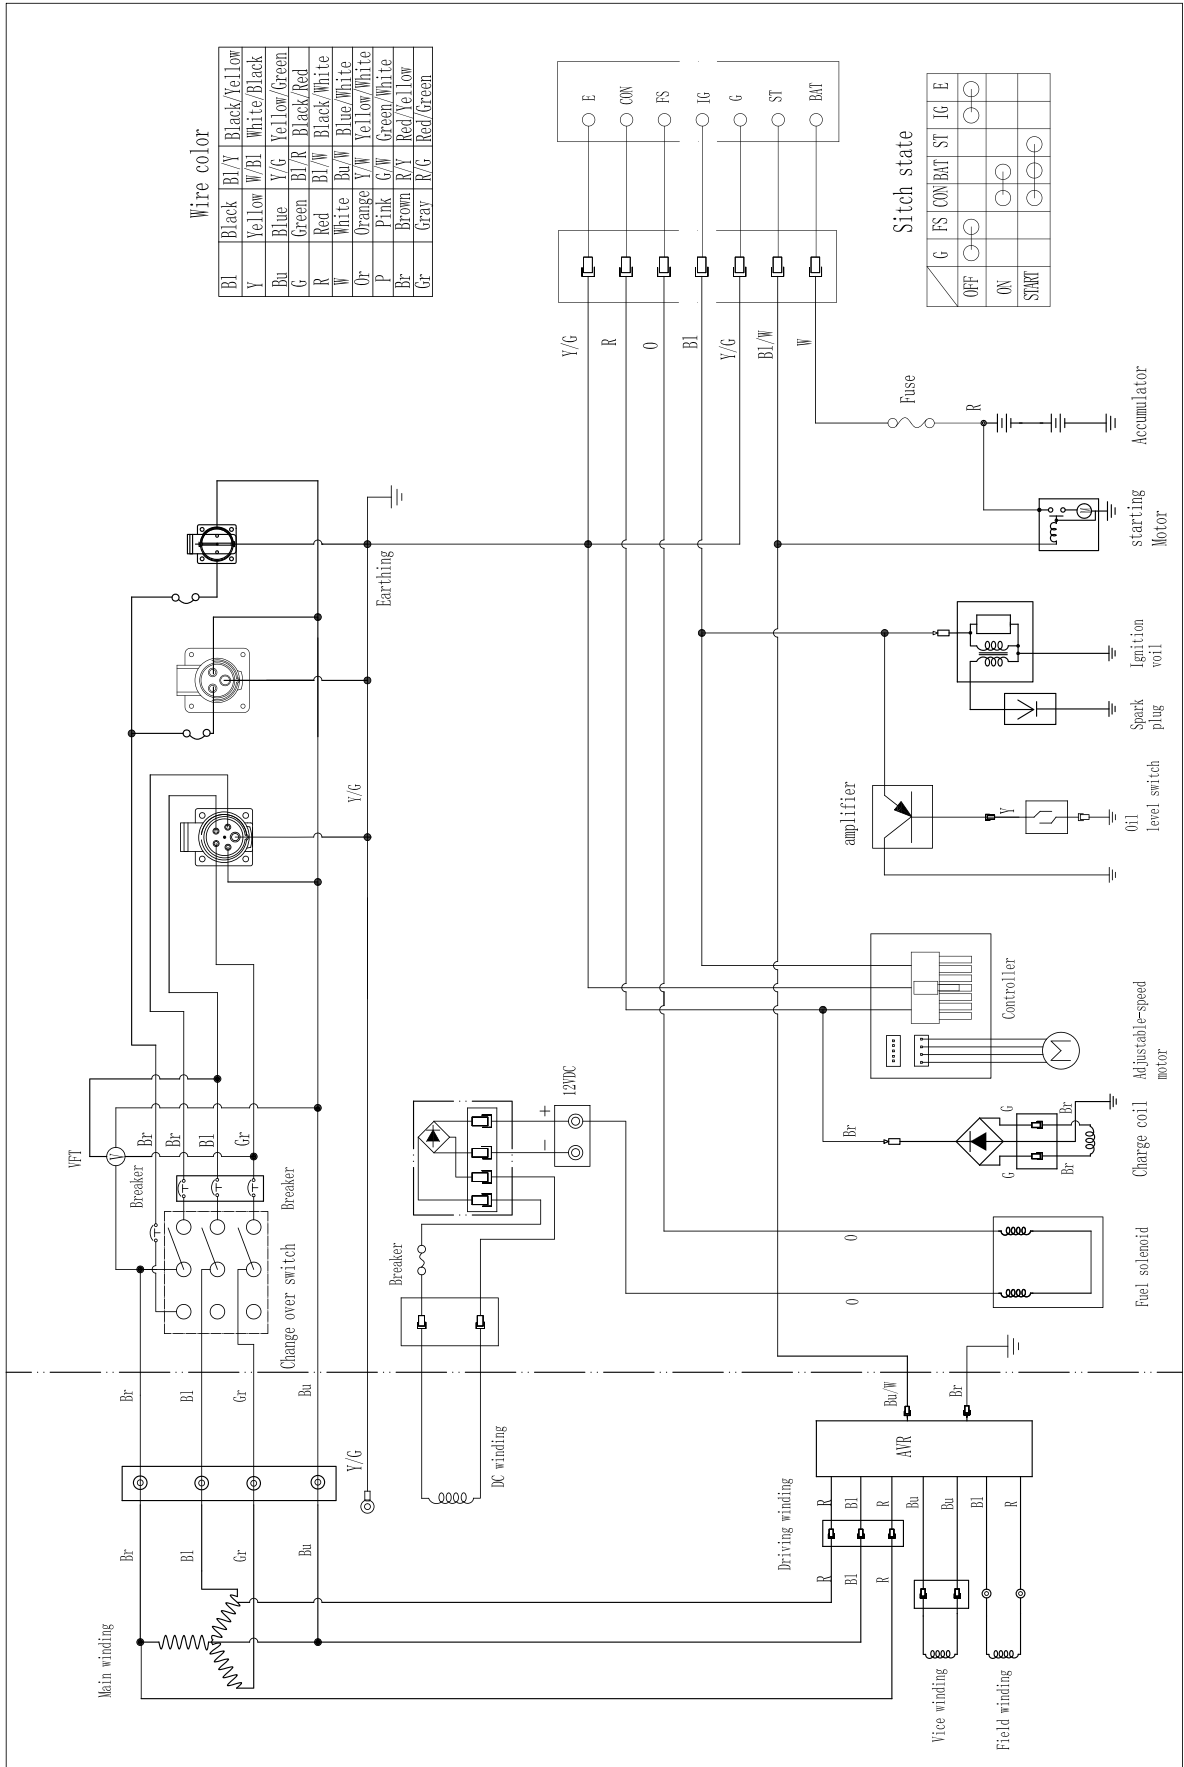 Wire color
Bl Black Bl/Y Black/Yellow
Y Yellow W/Bl White/Black
Bu Blue Y/G Yellow/Green
G Green Bl/R Black/Red
R Red Bl/W Black/White
W White Bu/W Blue/White
Or Orange Y/W Yellow/White
P Pink G/W Green/White
Br Brown R/Y Red/Yellow
Gr Gray R/G Red/Green
E
CON
FS
IG
G
ST
BAT
Y/G
R
O
Bl
Y/G
Bl/W
W
Sitch state
G FS CON BAT ST IG E
OFF
ON
START
Fuse
R
Accumulator
starting
Motor
Ignition
voil
Spark
plug
Oil
level switch
Y
amplifier
Controller
Adjustable-speed
motor
Charge coil
G
G
Br
Br
Br
Fuel solenoid
O
O
Earthing
Y/G
12VDC
+
−
Breaker
VFT
V
Breaker
Breaker
Br
Br
Bl
Gr
Change over switch
Br
Bl
Gr
Bu
Y/G
Br
Bl
Gr
Bu
Main winding
DC winding
Driving winding
R
Bl
R
R
Bl
R
Bu
Bu
Bl
R
AVR
Bu/W
Br
Vice winding
Field winding